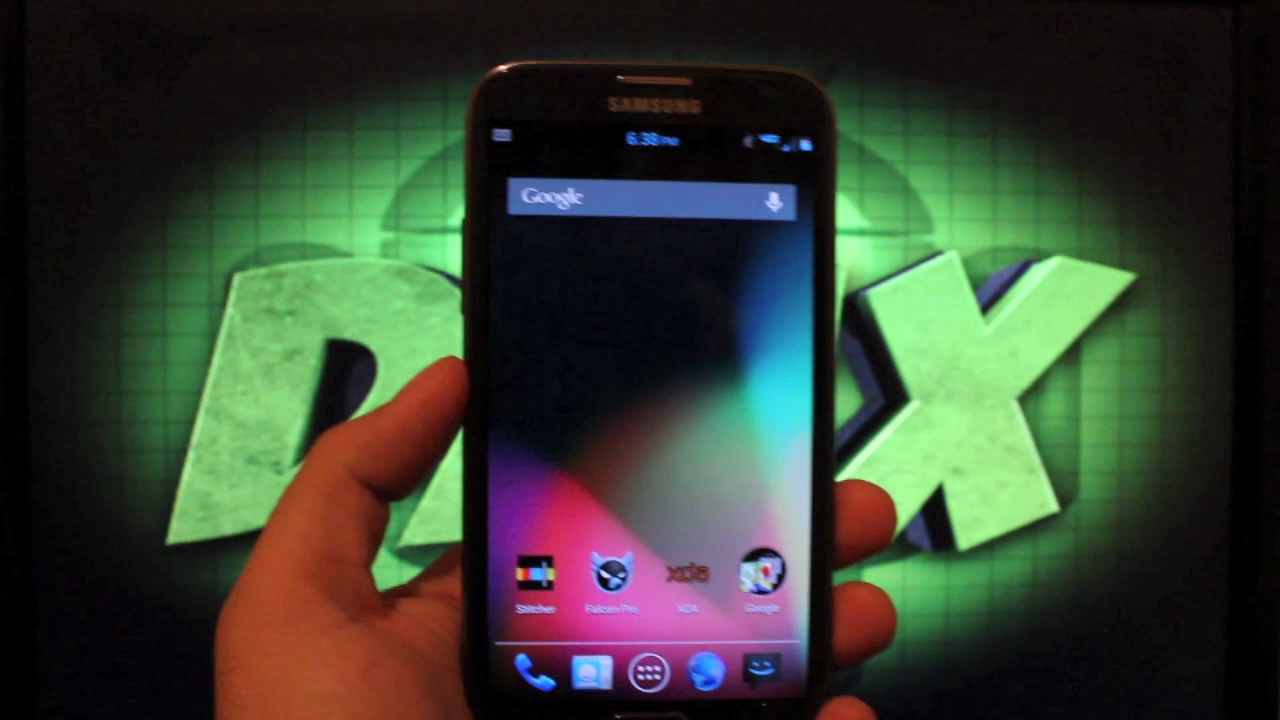 SAMSUNG
6:38 PM
Google
Stitcher
Falcon Pro
xda
XDA
Google